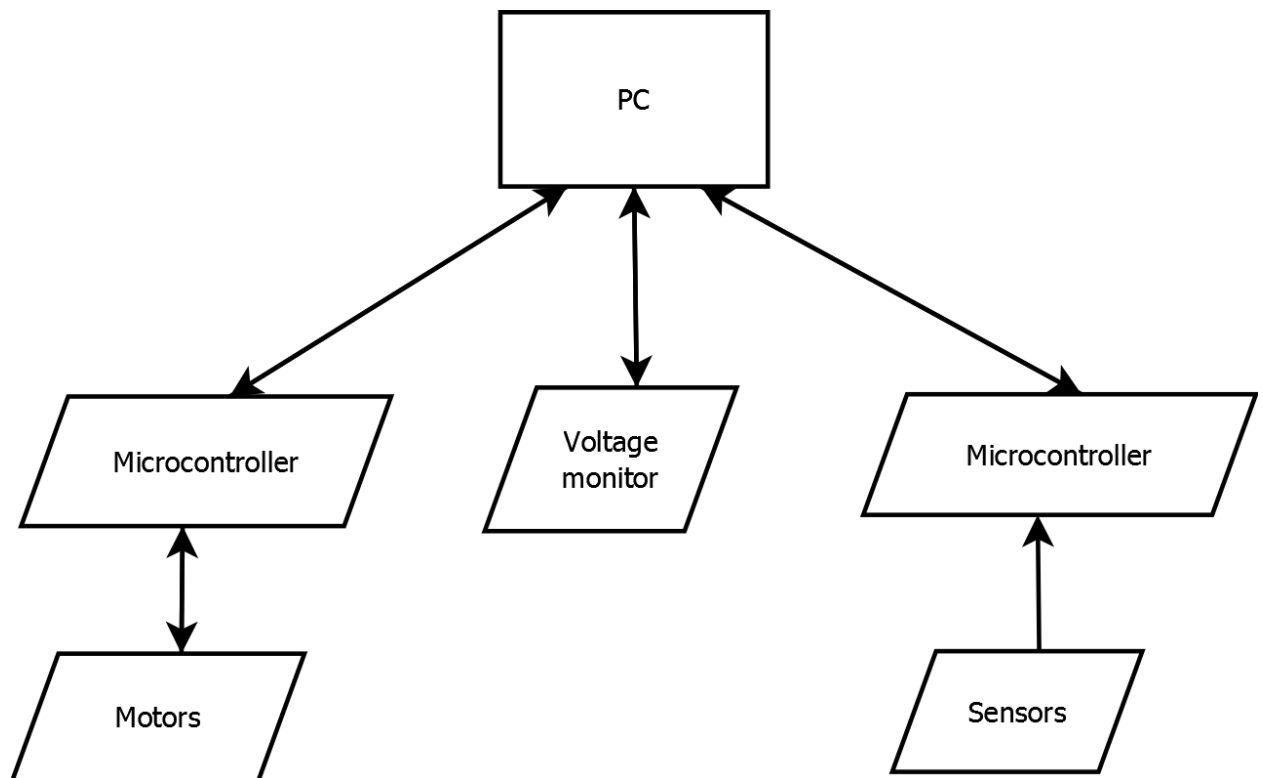 PC
Microcontroller
Voltage
monitor
Microcontroller
Motors
Sensors